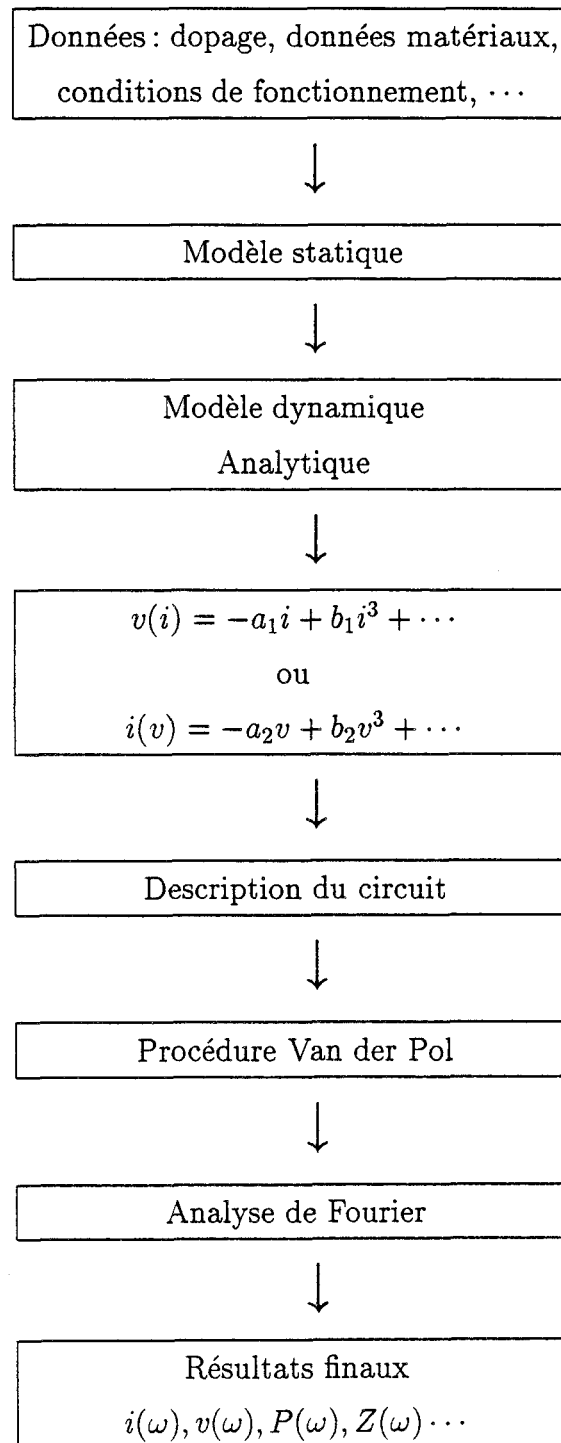 Données : dopage, données matériaux,
conditions de fonctionnement, ⋯
↓
Modèle statique
↓
Modèle dynamique
Analytique
↓
v(i) = −a₁i + b₁i³ + ⋯
ou
i(v) = −a₂v + b₂v³ + ⋯
↓
Description du circuit
↓
Procédure Van der Pol
↓
Analyse de Fourier
↓
Résultats finaux
i(ω), v(ω), P(ω), Z(ω) ⋯